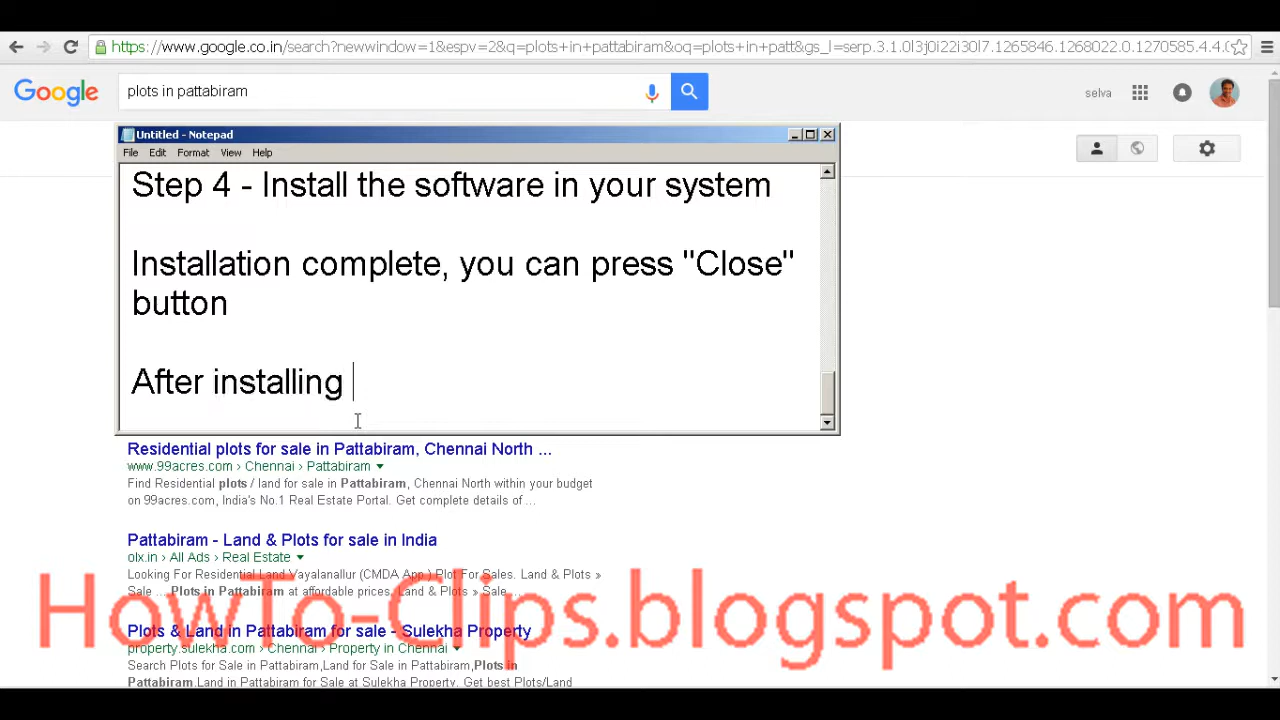 https://www.google.co.in/search?newwindow=1&espv=2&q=plots+in+pattabiram&oq=plots+in+patt&gs_l=serp.3.1.0l3j0i22i30l7.1265846.1268022.0.1270585.4.4.0
Google
plots in pattabiram
selva
Untitled - Notepad
File Edit Format View Help
Step 4 - Install the software in your system
Installation complete, you can press "Close"
button
After installing
Residential plots for sale in Pattabiram, Chennai North ...
www.99acres.com › Chennai › Pattabiram
Find Residential plots / land for sale in Pattabiram, Chennai North within your budget
on 99acres.com, India's No.1 Real Estate Portal. Get complete details of ...
Pattabiram - Land & Plots for sale in India
olx.in › All Ads › Real Estate
Looking For Residential Land Vayalanallur (CMDA App.) Plot For Sales. Land & Plots »
Sale ... Plots in Pattabiram at affordable prices. Land & Plots » Sale ...
Plots & Land in Pattabiram for sale - Sulekha Property
property.sulekha.com › Chennai › Property in Chennai
Search Plots for Sale in Pattabiram,Land for Sale in Pattabiram,Plots in
Pattabiram,Land in Pattabiram for Sale at Sulekha Property. Get best Plots/Land
HowTo-Clips.blogspot.com